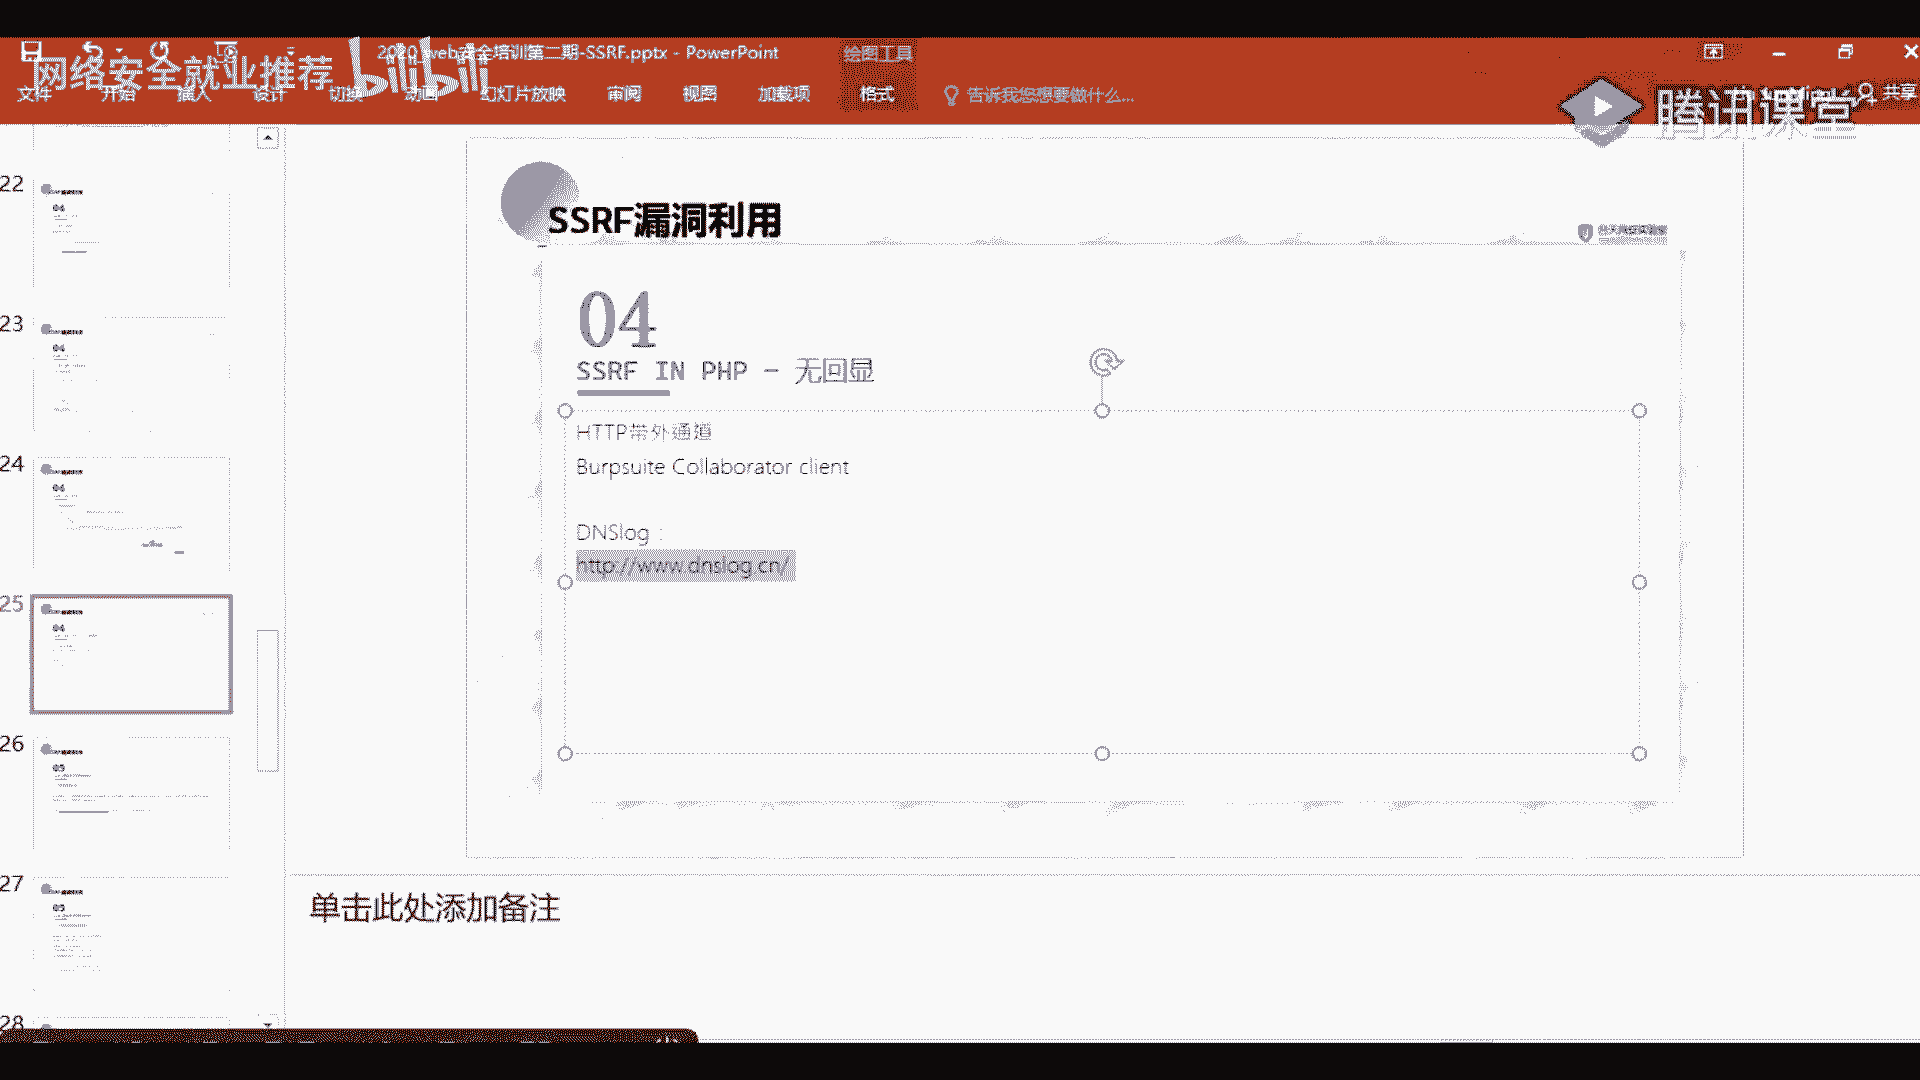 2020_web安全培训第二期-SSRF.pptx - PowerPoint
绘图工具
网络安全就业推荐 bilibili
文件 开始 插入 设计 切换 动画 幻灯片放映 审阅 视图 加载项 格式 告诉我您想要做什么... 共享
腾讯课堂
SSRF漏洞利用
04
SSRF IN PHP - 无回显
HTTP带外通道
Burpsuite Collaborator client
DNSlog :
http://www.dnslog.cn/
22
23
24
25
26
27
28
单击此处添加备注